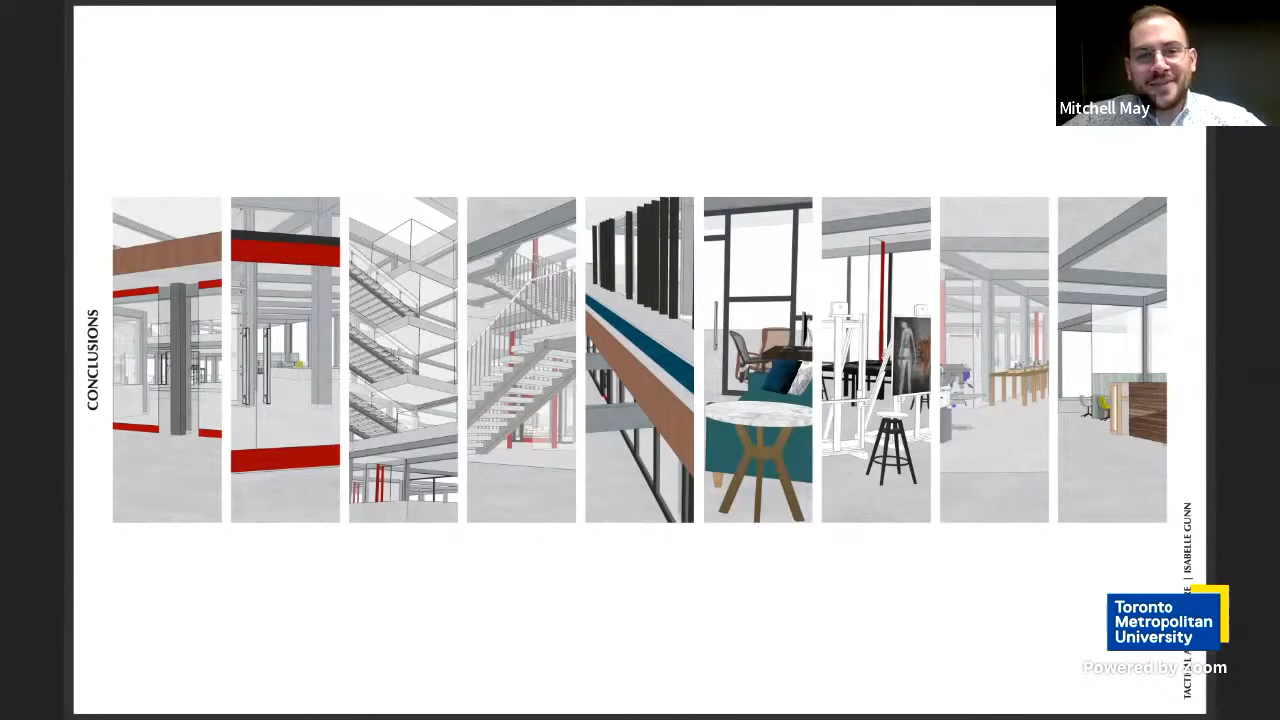 Mitchell May
CONCLUSIONS
| ISABELLE GUNN
Toronto
Metropolitan
University
Powered by zoom